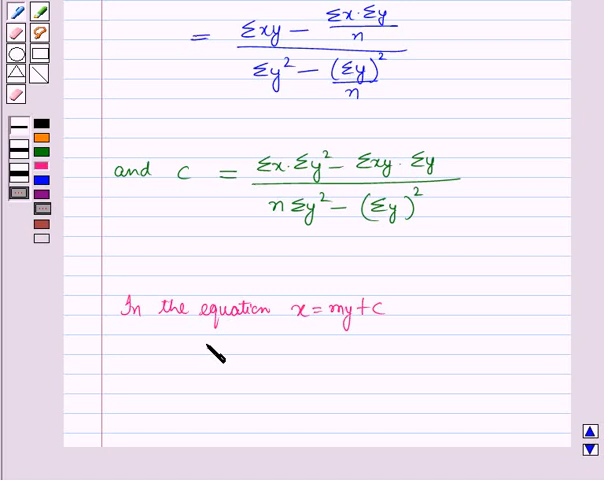 = (Σxy − (Σx·Σy)/n) / (Σy² − (Σy)²/n)
and c = (Σx·Σy² − Σxy·Σy) / (nΣy² − (Σy)²)
In the equation x = my+c